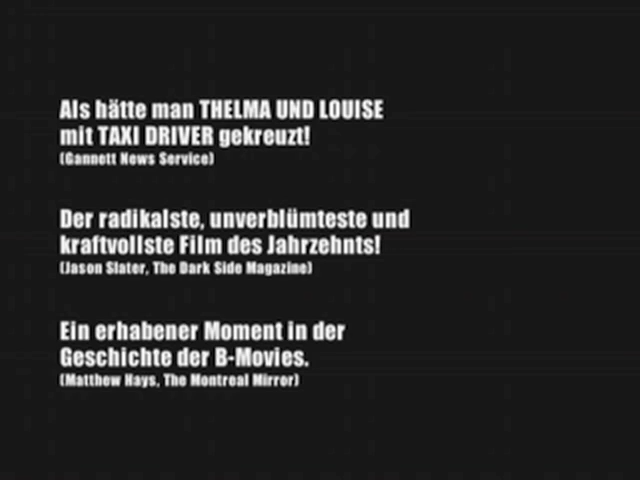 Als hätte man THELMA UND LOUISE
mit TAXI DRIVER gekreuzt!
(Gannett News Service)
Der radikalste, unverblümteste und
kraftvollste Film des Jahrzehnts!
(Jason Slater, The Dark Side Magazine)
Ein erhabener Moment in der
Geschichte der B-Movies.
(Matthew Hays, The Montreal Mirror)